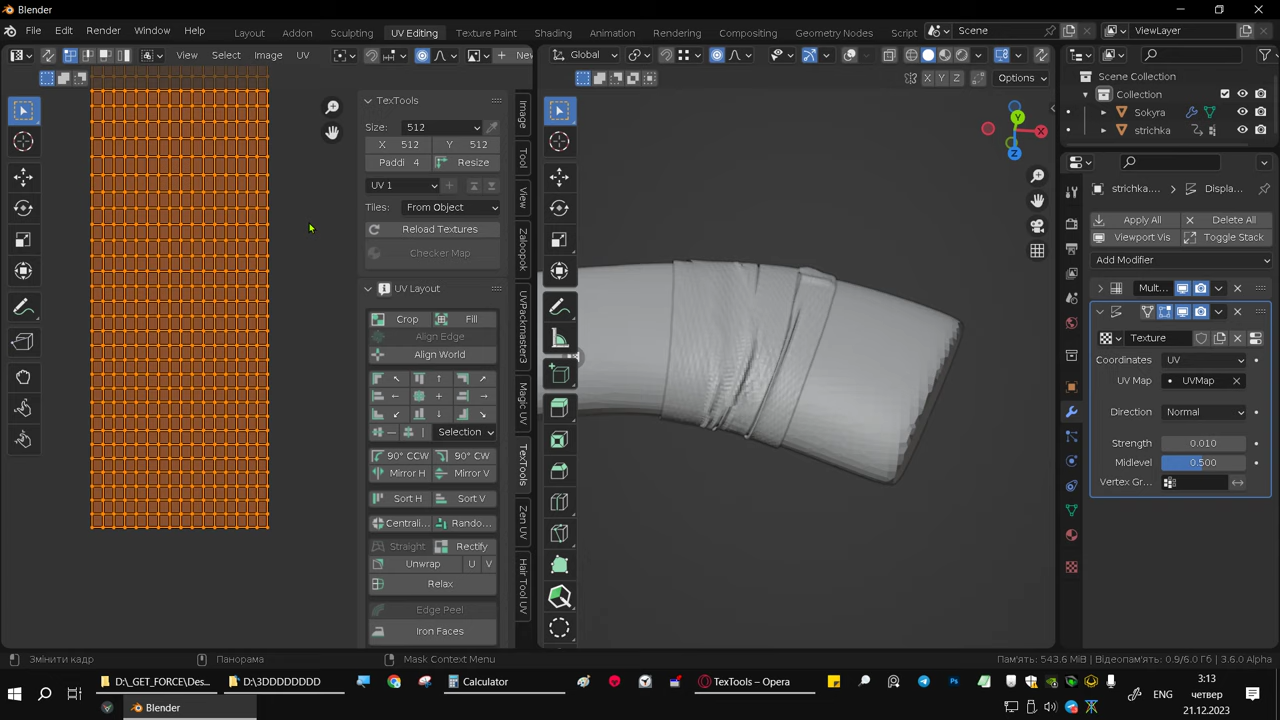 Blender
File Edit Render Window Help Layout Addon Sculpting UV Editing Texture Paint Shading Animation Rendering Compositing Geometry Nodes Scripting Scene ViewLayer
View Select Image UV New Global
Scene Collection
Collection
Sokyra
strichka
Options
X Y Z
Y
X
Z
TexTools
Size: 512
X 512 Y 512
Paddi 4 Resize
UV 1
Tiles: From Object
Reload Textures
Checker Map
UV Layout
Crop Fill
Align Edge
Align World
Selection
90° CCW 90° CW
Mirror H Mirror V
Sort H Sort V
Centrali... Rando...
Straight Rectify
Unwrap U V
Relax
Edge Peel
Iron Faces
Image
Tool
View
Zaloopok
UVPackmaster3
Magic UV
TexTools
Zen UV
Hair Tool UV
strichka.... Displa...
Apply All Delete All
Viewport Vis Toggle Stack
Add Modifier
Mult...
Texture
Coordinates UV
UV Map UVMap
Direction Normal
Strength 0.010
Midlevel 0.500
Vertex Gr...
Змінити кадр Панорама Mask Context Menu Пам'ять: 543.6 MiB | Відеопам'ять: 0.9/6.0 Гб | 3.6.0 Alpha
D:\_GET_FORCE\Des... D:\3DDDDDDDD Calculator TexTools – Opera
Blender
ENG
3:13
четвер
21.12.2023